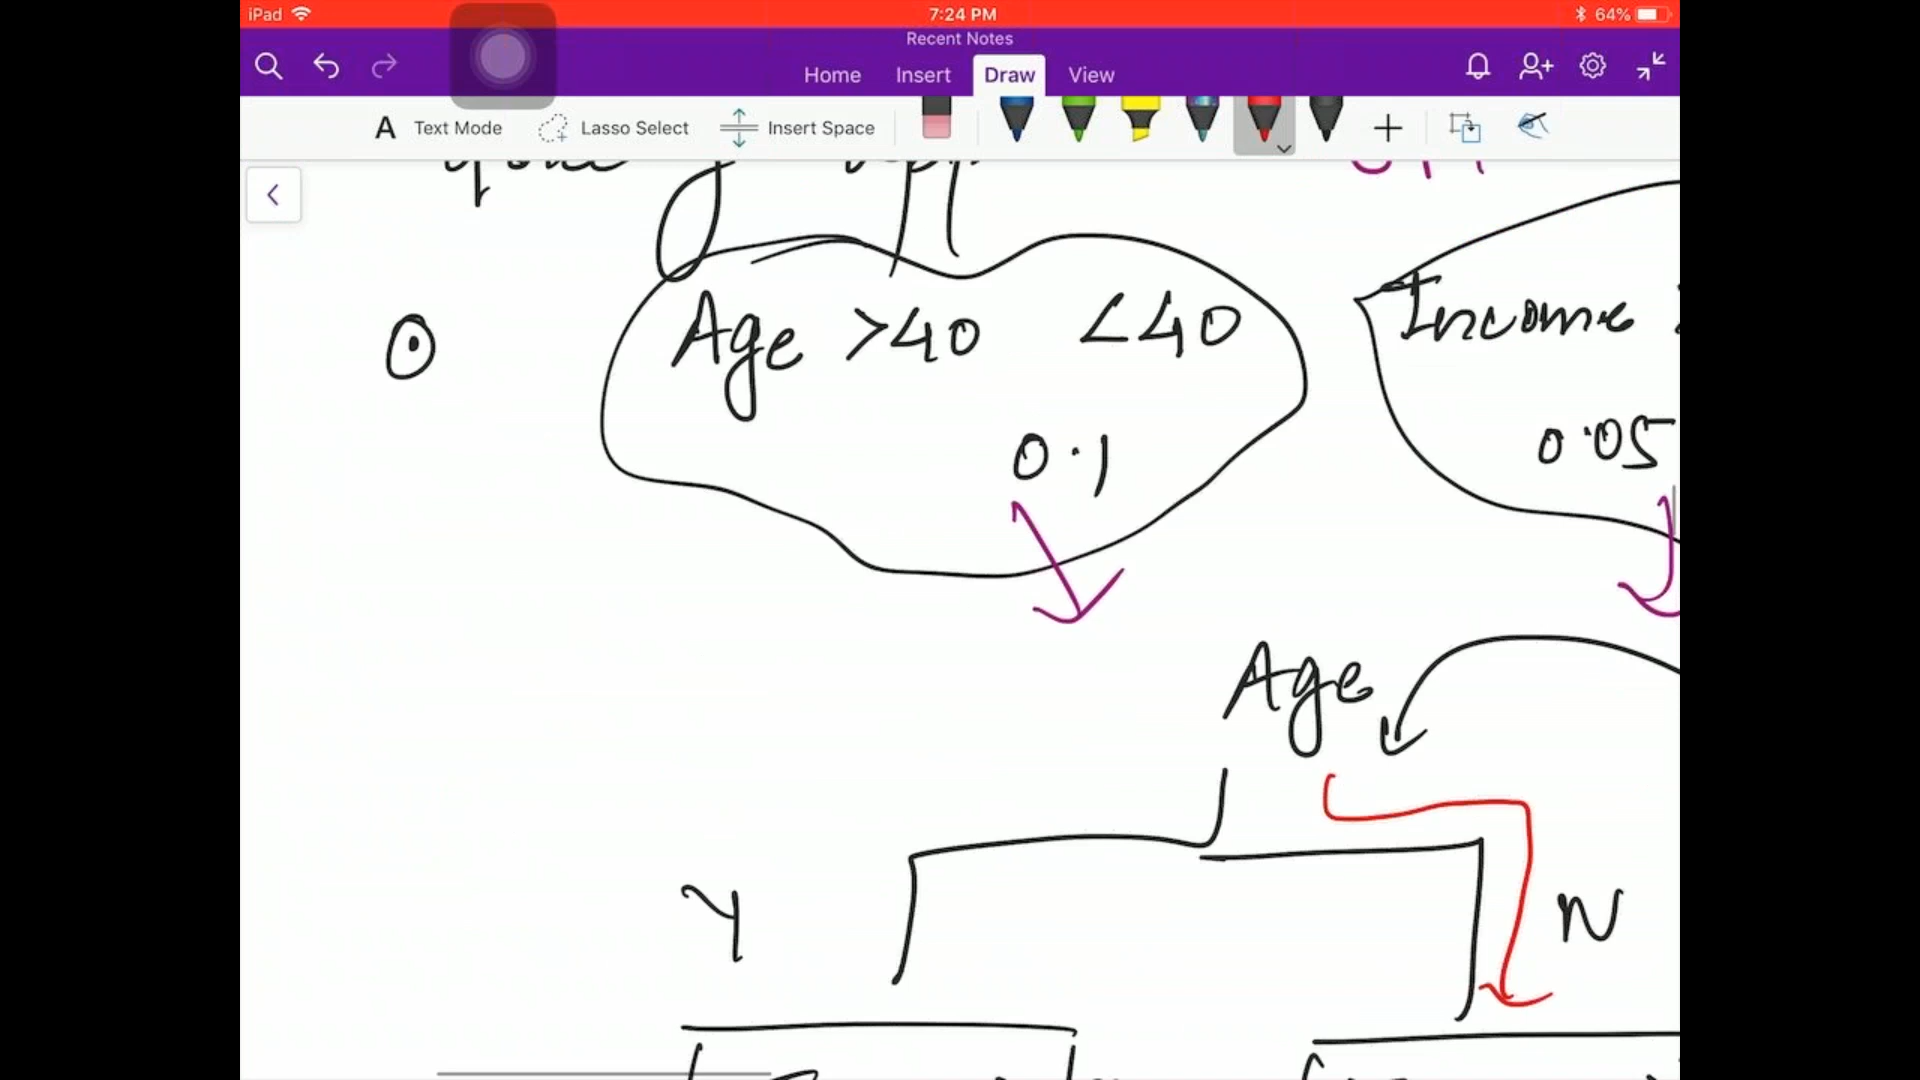 iPad 7:24 PM 64%
Recent Notes
Home Insert Draw View
A Text Mode Lasso Select Insert Space
Age >40 <40
Income
0.1
0.05
Age
Y N